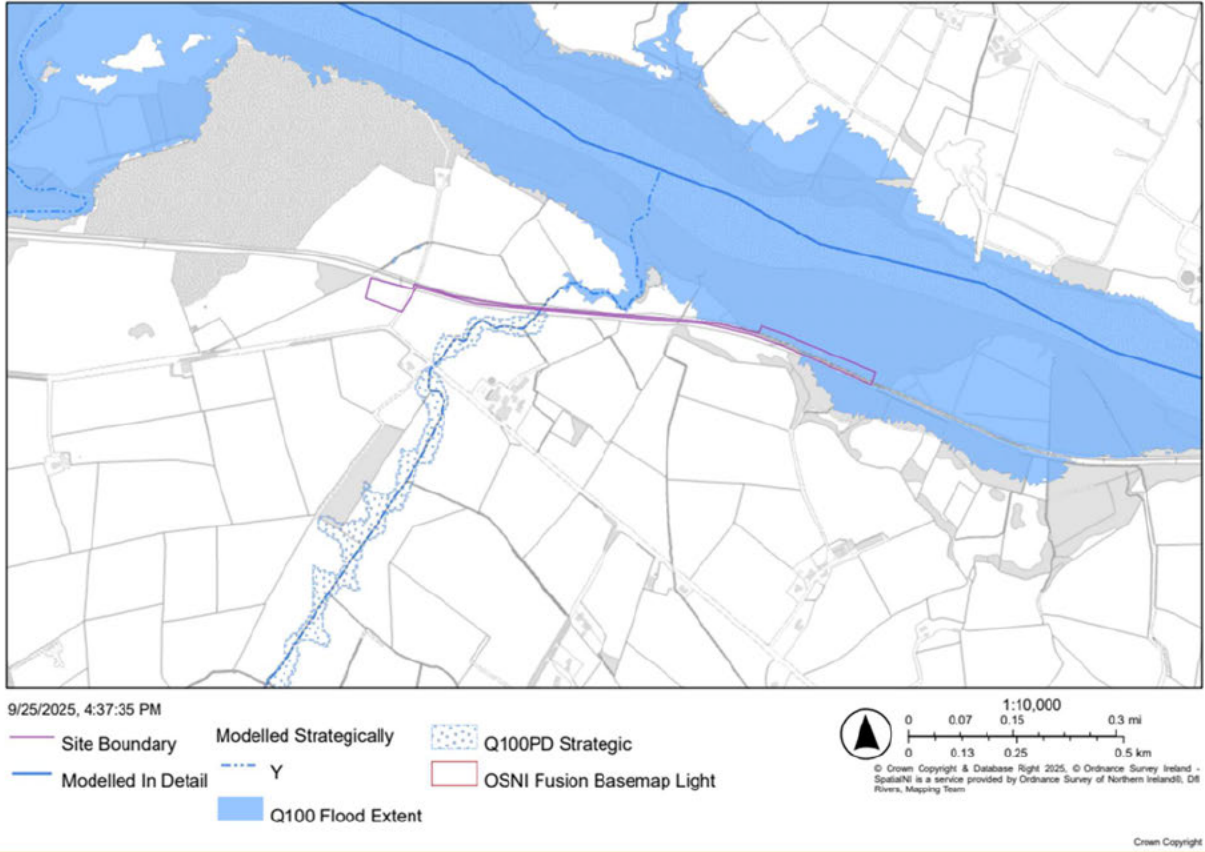 9/25/2025, 4:37:35 PM
Site Boundary
Modelled In Detail
Modelled Strategically
Y
Q100 Flood Extent
Q100PD Strategic
OSNI Fusion Basemap Light
1:10,000
0 0.07 0.15 0.3 mi
0 0.13 0.25 0.5 km
© Crown Copyright & Database Right 2025, © Ordnance Survey Ireland -
SpatialNI is a service provided by Ordnance Survey of Northern Ireland®, DfI
Rivers, Mapping Team
Crown Copyright